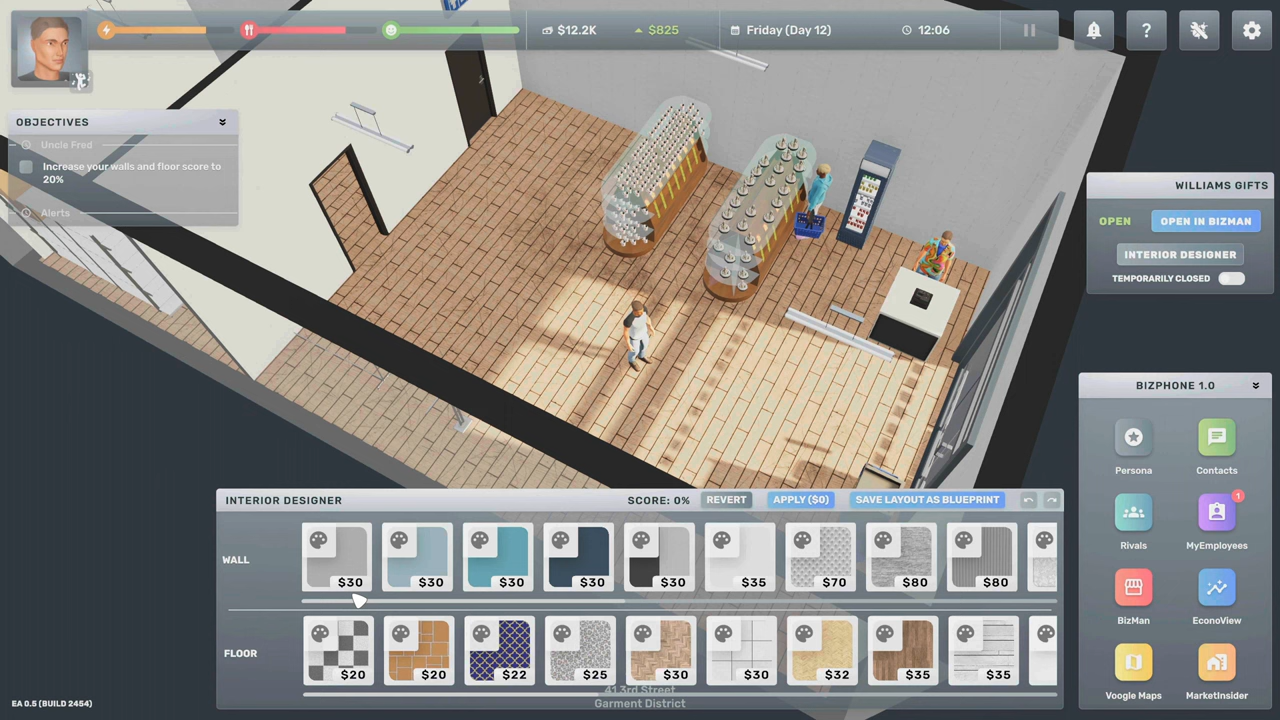 $12.2K
$825
Friday (Day 12)
12:06
?
OBJECTIVES
Uncle Fred
Increase your walls and floor score to
20%
Alerts
WILLIAMS GIFTS
OPEN
OPEN IN BIZMAN
INTERIOR DESIGNER
TEMPORARILY CLOSED
BIZPHONE 1.0
Persona
Contacts
Rivals
1
MyEmployees
BizMan
EconoView
Voogle Maps
MarketInsider
INTERIOR DESIGNER
SCORE: 0%
REVERT
APPLY ($0)
SAVE LAYOUT AS BLUEPRINT
WALL
$30
$30
$30
$30
$30
$35
$70
$80
$80
FLOOR
$20
$20
$22
$25
$30
$30
$32
$35
$35
41 3rd Street
Garment District
EA 0.5 (BUILD 2454)